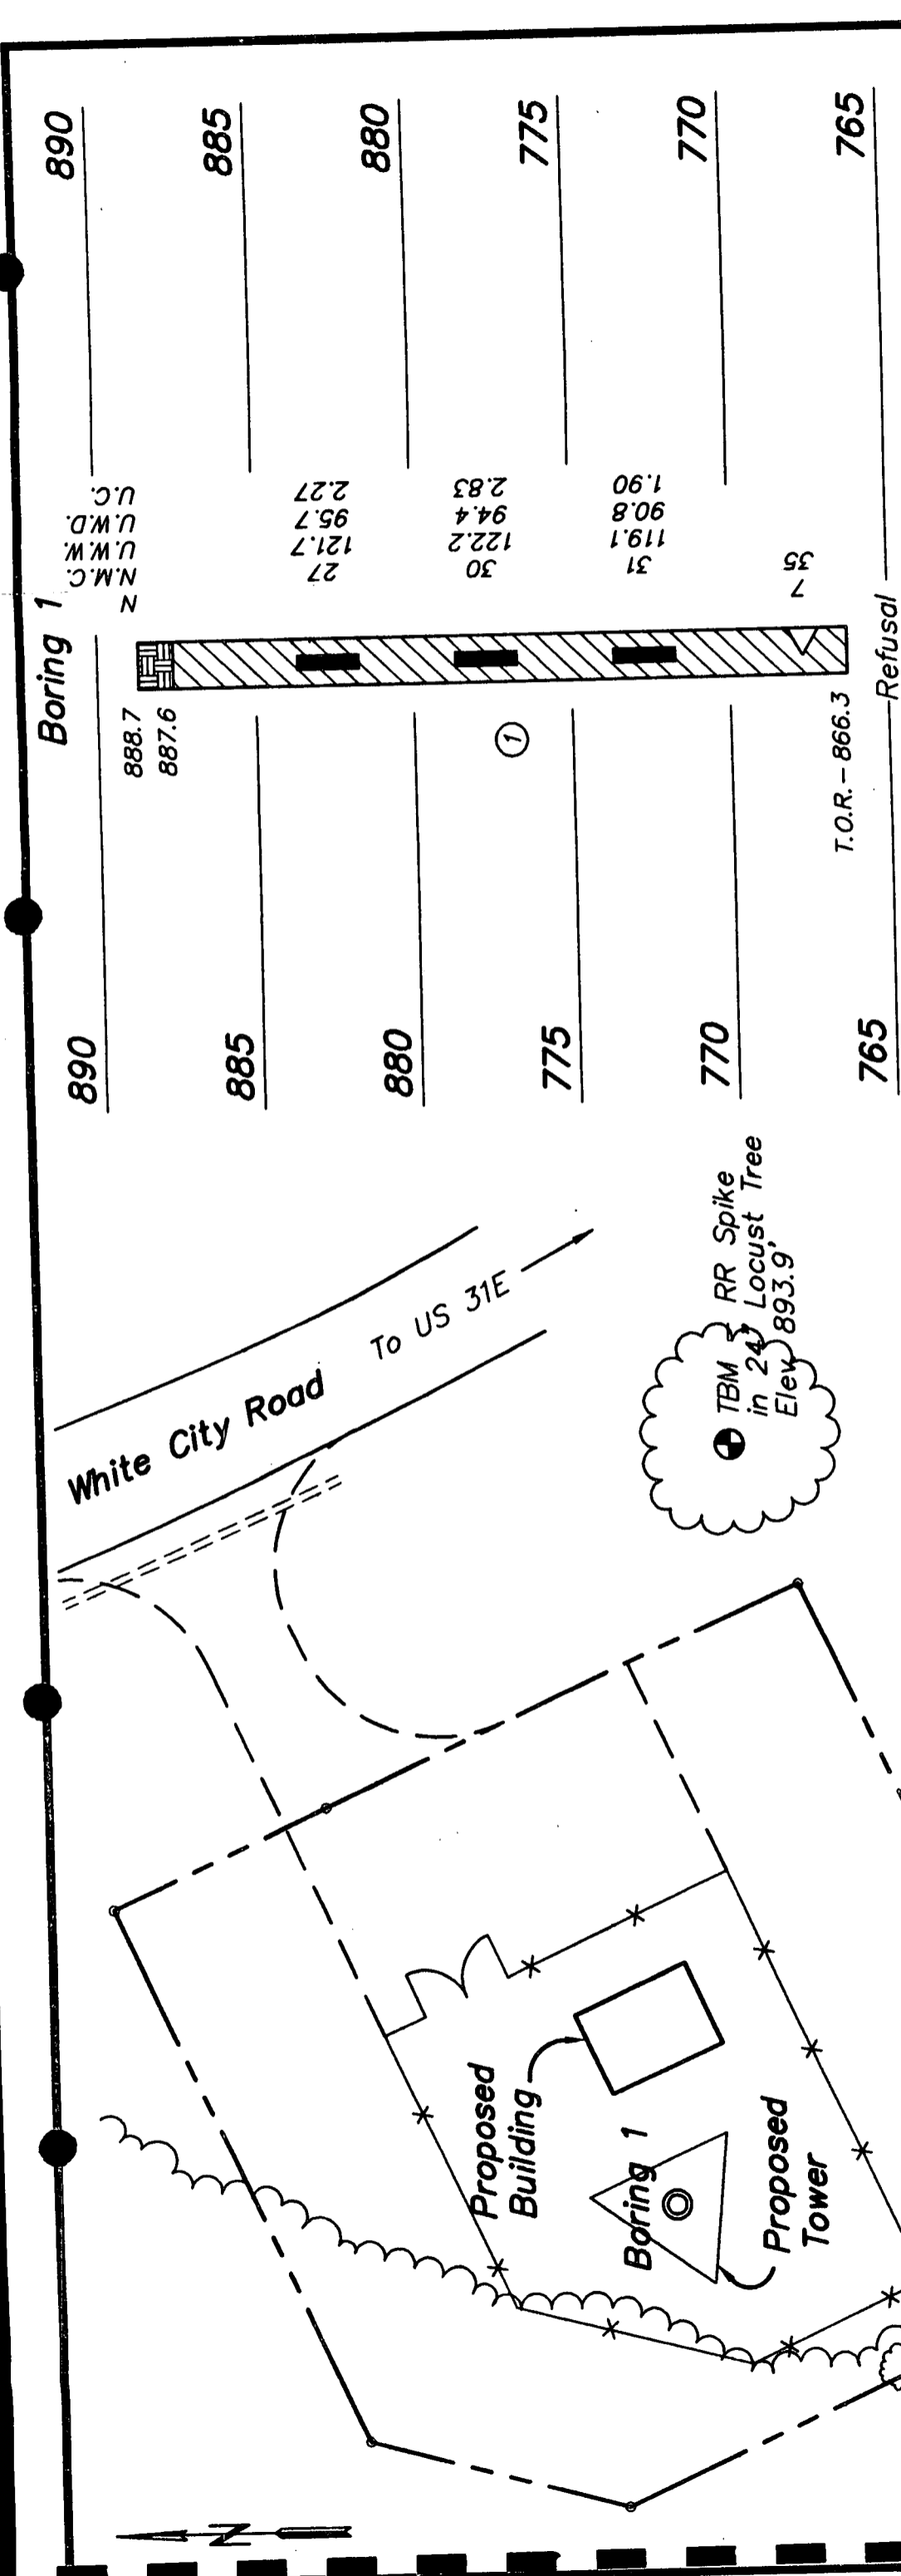 Boring 1
890 890
885 885
880 880
775 775
770 770
765 765
N
N.M.C.
U.W.W.
U.W.D.
U.C.
27
121.7
95.7
2.27
30
122.2
94.4
2.83
31
119.1
90.8
1.90
7
35
888.7
887.6
1
T.O.R. – 866.3
Refusal
White City Road
To US 31E
TBM – RR Spike
in 24" Locust Tree
Elev 893.9'
Proposed
Building
Boring 1
Proposed
Tower
N